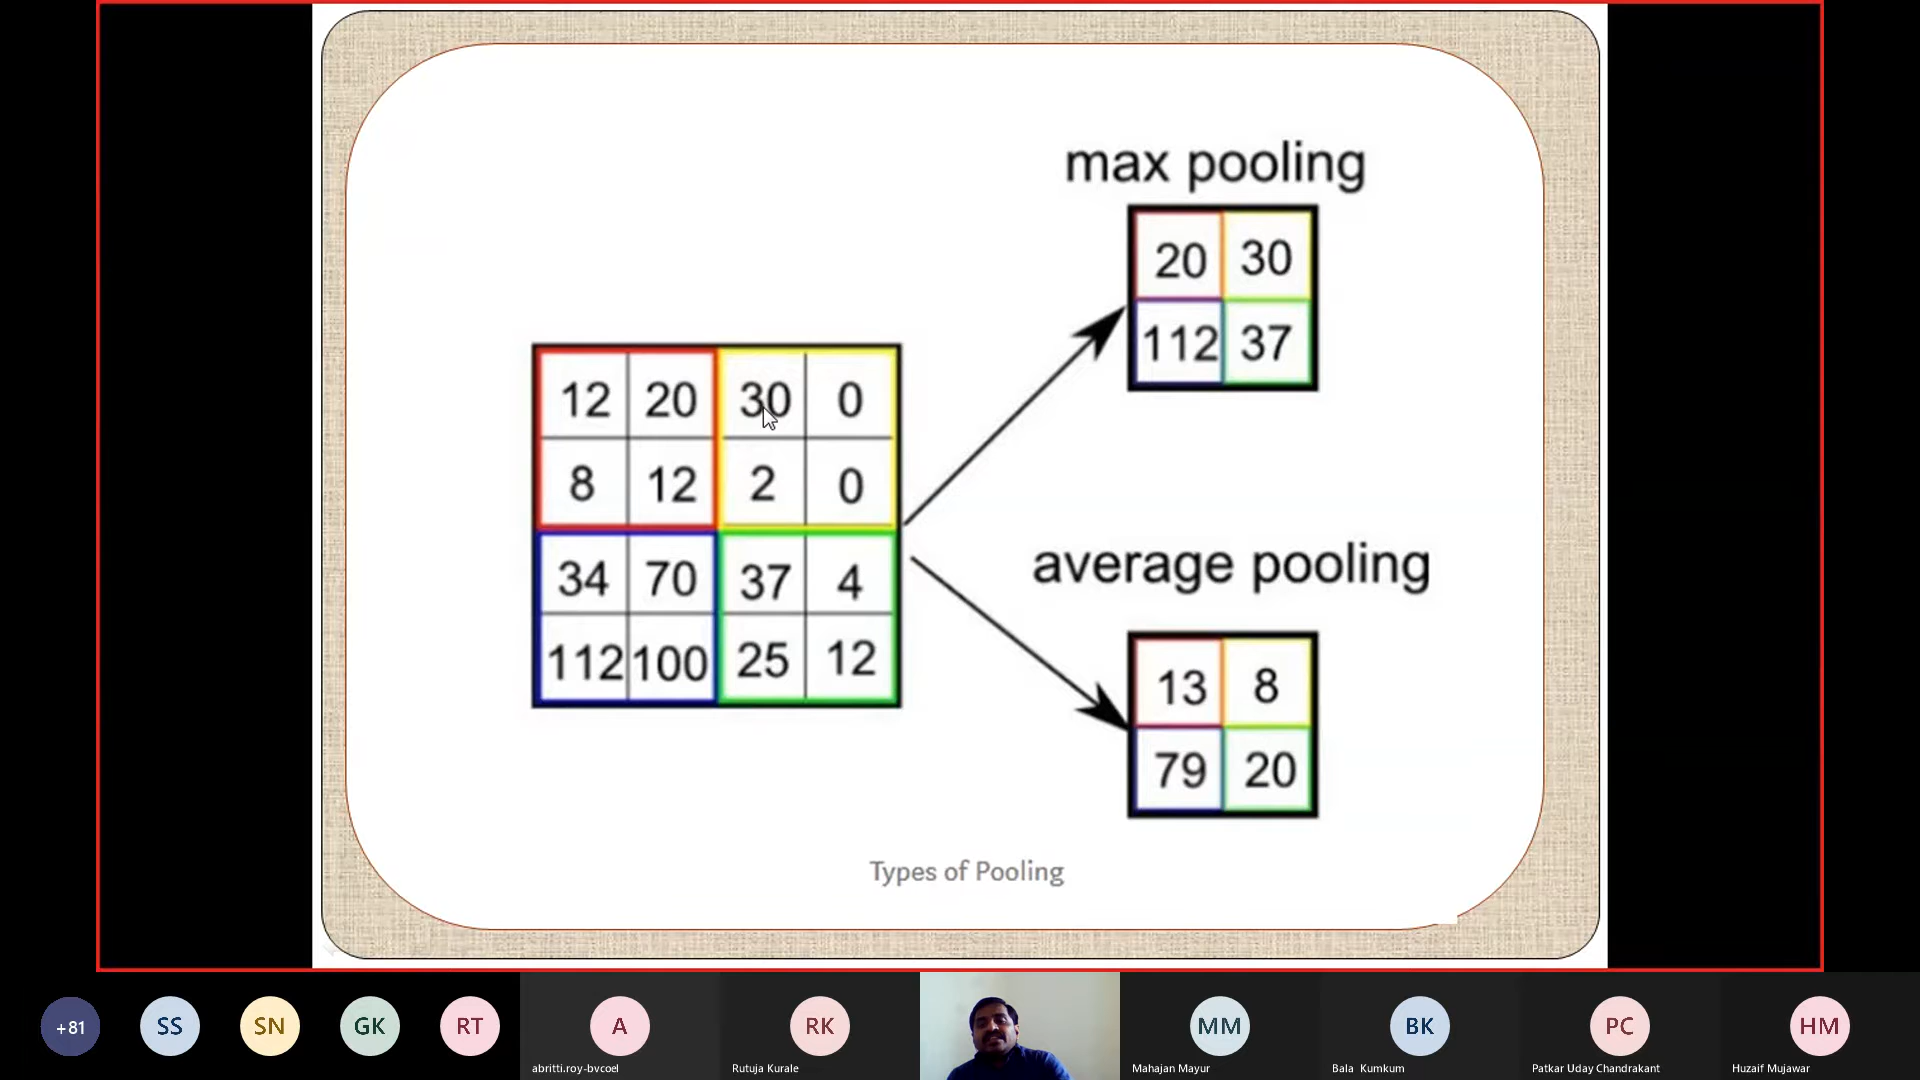 max pooling
20 30
112 37
12 20 30 0
8 12 2 0
34 70 37 4
112 100 25 12
average pooling
13 8
79 20
Types of Pooling
+81 SS SN GK RT A RK MM BK PC HM
abritti.roy-bvcoel Rutuja Kurale Mahajan Mayur Bala Kumkum Patkar Uday Chandrakant Huzaif Mujawar